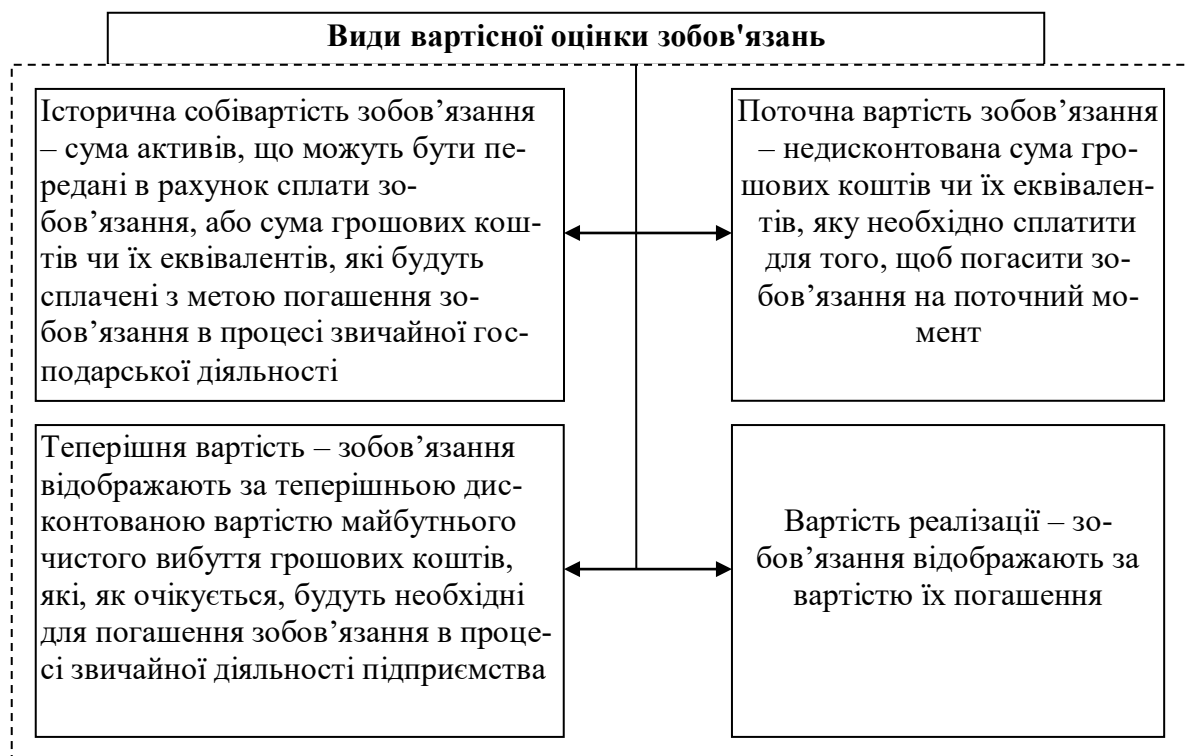 Види вартісної оцінки зобов'язань
Історична собівартість зобов’язання
– сума активів, що можуть бути пе-
редані в рахунок сплати зо-
бов’язання, або сума грошових кош-
тів чи їх еквівалентів, які будуть
сплачені з метою погашення зо-
бов’язання в процесі звичайної гос-
подарської діяльності
Поточна вартість зобов’язання
– недисконтована сума гро-
шових коштів чи їх еквівален-
тів, яку необхідно сплатити
для того, щоб погасити зо-
бов’язання на поточний мо-
мент
Теперішня вартість – зобов’язання
відображають за теперішньою дис-
контованою вартістю майбутнього
чистого вибуття грошових коштів,
які, як очікується, будуть необхідні
для погашення зобов’язання в проце-
сі звичайної діяльності підприємства
Вартість реалізації – зо-
бов’язання відображають за
вартістю їх погашення